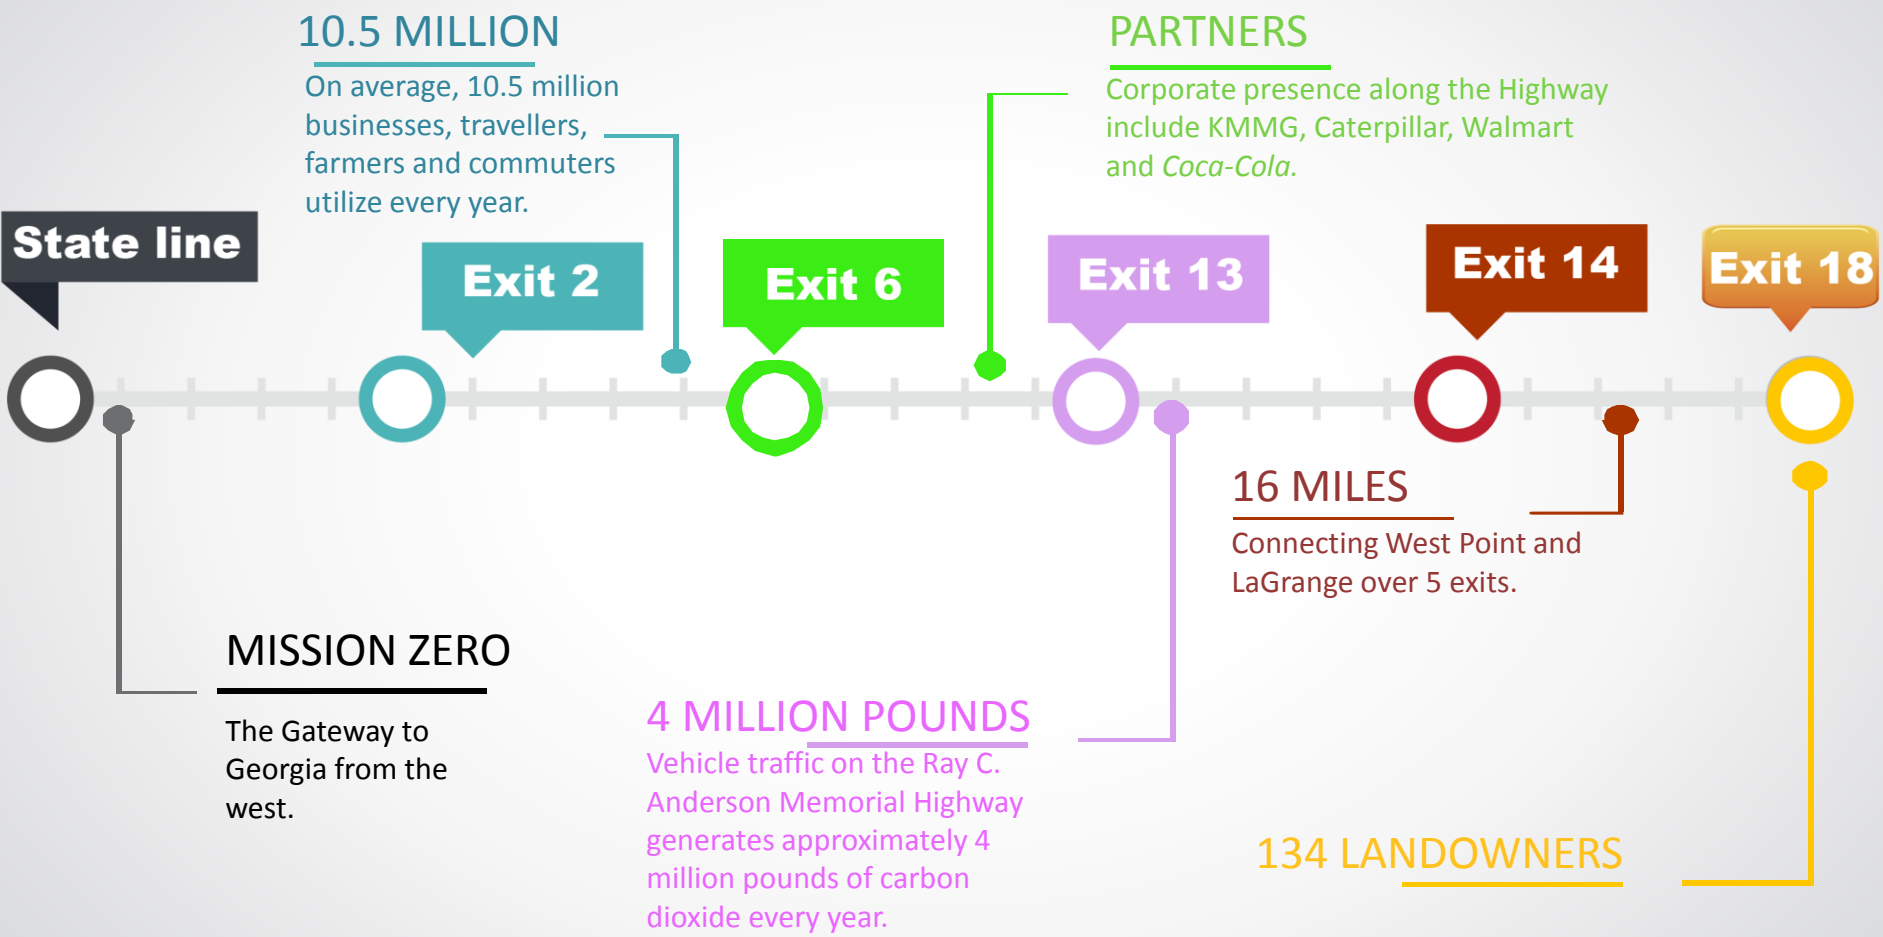 10.5 MILLION
On average, 10.5 million
businesses, travellers,
farmers and commuters
utilize every year.
PARTNERS
Corporate presence along the Highway
include KMMG, Caterpillar, Walmart
and Coca-Cola.
State line
Exit 2
Exit 6
Exit 13
Exit 14
Exit 18
MISSION ZERO
The Gateway to
Georgia from the
west.
4 MILLION POUNDS
Vehicle traffic on the Ray C.
Anderson Memorial Highway
generates approximately 4
million pounds of carbon
dioxide every year.
16 MILES
Connecting West Point and
LaGrange over 5 exits.
134 LANDOWNERS